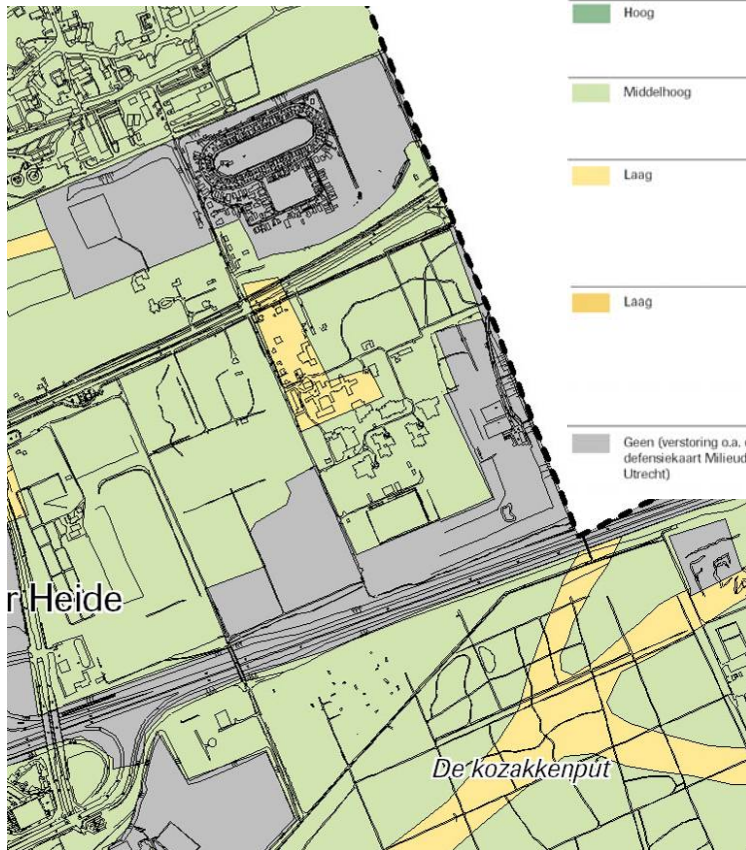 Hoog
Middelhoog
Laag
Laag
Geen (verstoring o.a.
defensiekaart Milieud
Utrecht)
r Heide
De kozakkenput